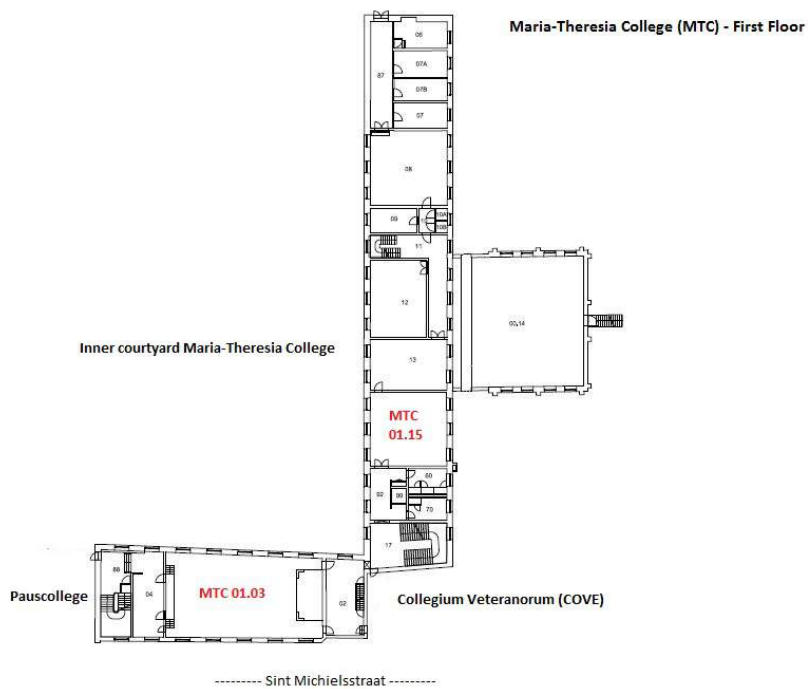 Maria-Theresia College (MTC) - First Floor
06
07A
87
07B
07
08
09
10A
10B
11
12
00.14
Inner courtyard Maria-Theresia College
13
MTC
01.15
60
92
99
70
17
88
04
MTC 01.03
02
Pauscollege
Collegium Veteranorum (COVE)
--------- Sint Michielsstraat ---------